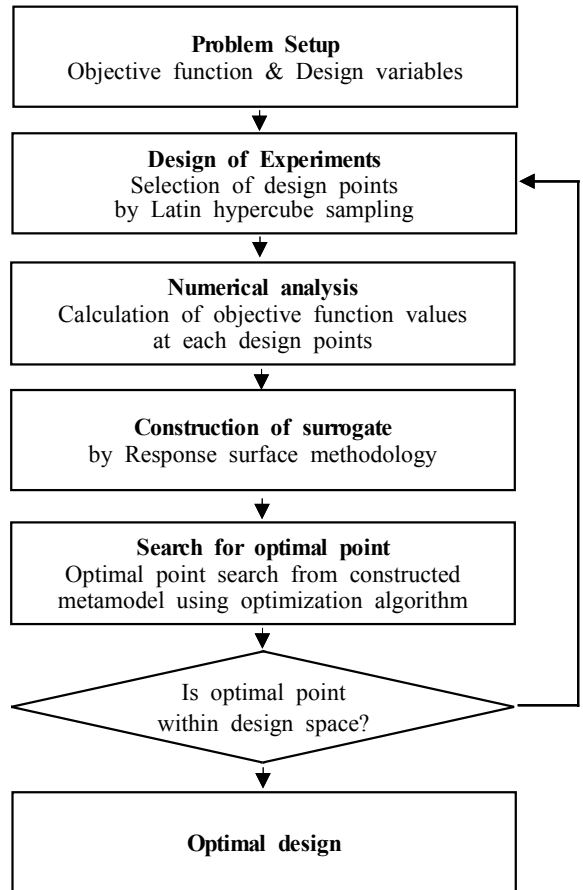 Problem Setup
Objective function & Design variables
Design of Experiments
Selection of design points
by Latin hypercube sampling
Numerical analysis
Calculation of objective function values
at each design points
Construction of surrogate
by Response surface methodology
Search for optimal point
Optimal point search from constructed
metamodel using optimization algorithm
Is optimal point
within design space?
Optimal design